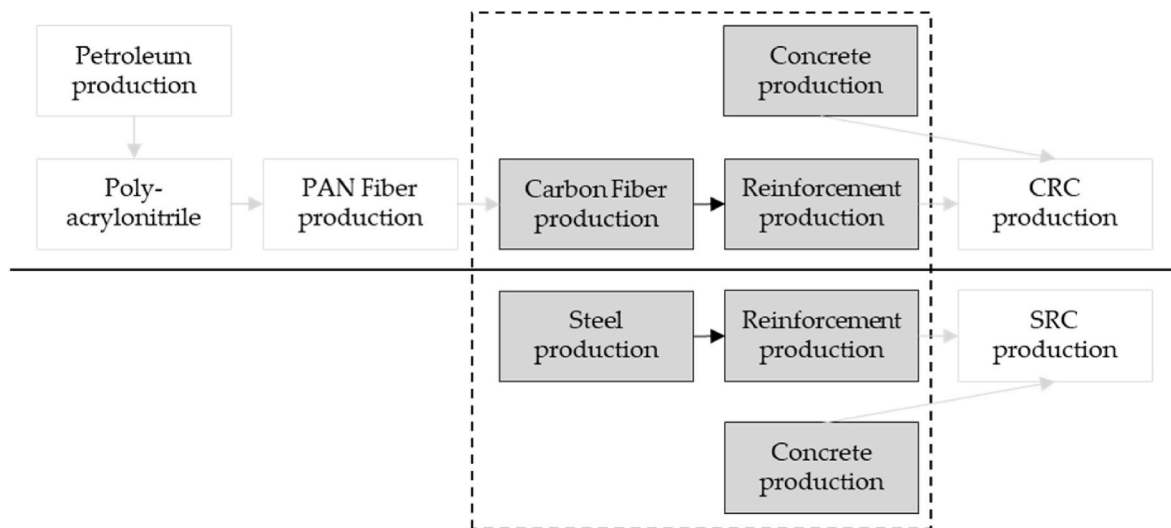 Petroleum
production
Concrete
production
Poly-
acrylonitrile
PAN Fiber
production
Carbon Fiber
production
Reinforcement
production
CRC
production
Steel
production
Reinforcement
production
SRC
production
Concrete
production